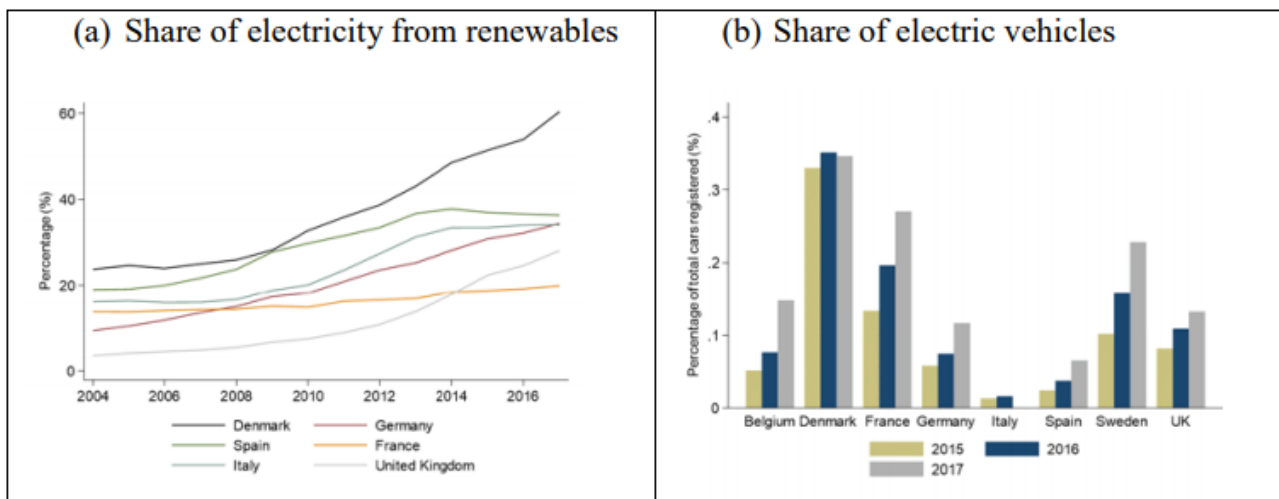 (a) Share of electricity from renewables
Percentage (%)
60
40
20
0
2004 2006 2008 2010 2012 2014 2016
Denmark Germany
Spain France
Italy United Kingdom
(b) Share of electric vehicles
Percentage of total cars registered (%)
.4
.3
.2
.1
0
Belgium Denmark France Germany Italy Spain Sweden UK
2015 2016
2017